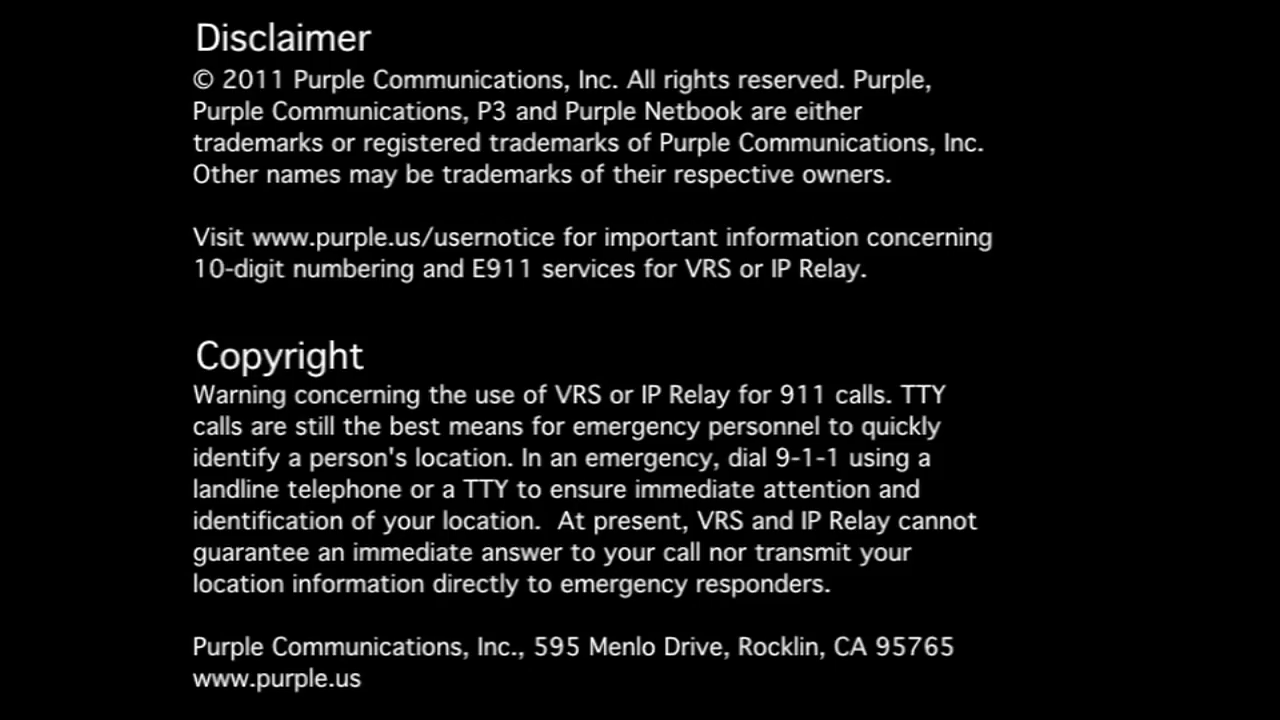 Disclaimer
© 2011 Purple Communications, Inc. All rights reserved. Purple,
Purple Communications, P3 and Purple Netbook are either
trademarks or registered trademarks of Purple Communications, Inc.
Other names may be trademarks of their respective owners.
Visit www.purple.us/usernotice for important information concerning
10-digit numbering and E911 services for VRS or IP Relay.
Copyright
Warning concerning the use of VRS or IP Relay for 911 calls. TTY
calls are still the best means for emergency personnel to quickly
identify a person's location. In an emergency, dial 9-1-1 using a
landline telephone or a TTY to ensure immediate attention and
identification of your location.  At present, VRS and IP Relay cannot
guarantee an immediate answer to your call nor transmit your
location information directly to emergency responders.
Purple Communications, Inc., 595 Menlo Drive, Rocklin, CA 95765
www.purple.us